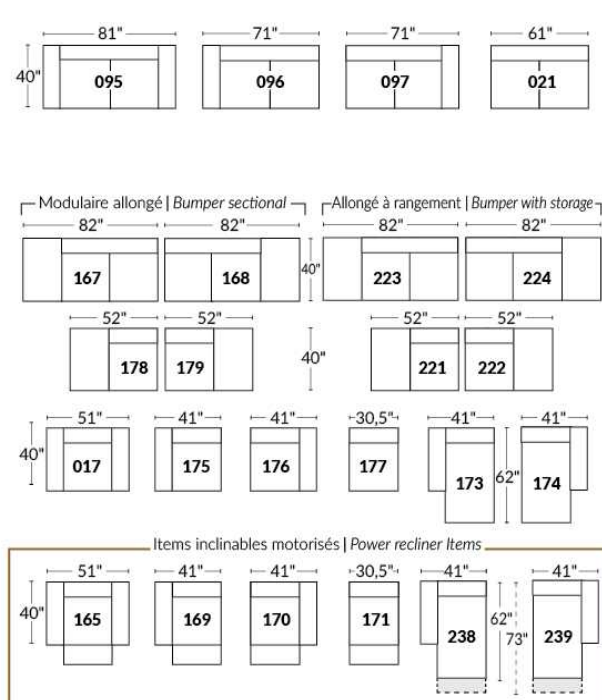 81" 71" 71" 61"
40" 095 096 097 021
Modulaire allongé | Bumper sectional Allongé à rangement | Bumper with storage
82" 82" 82" 82"
167 168 40" 223 224
52" 52" 52" 52"
178 179 40" 221 222
51" 41" 41" 30,5" 41" 41"
40" 017 175 176 177 173 62" 174
Items inclinables motorisés | Power recliner Items
51" 41" 41" 30,5" 41" 41"
40" 165 169 170 171 238 62" 73" 239